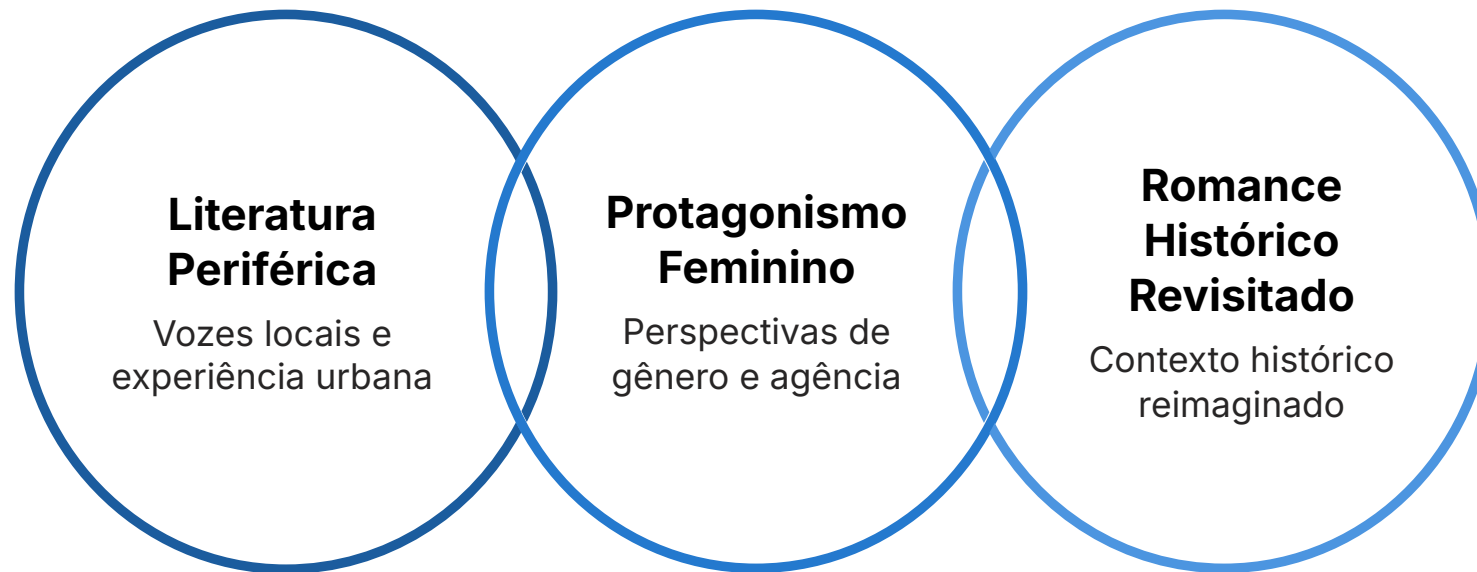 Literatura
Periférica
Vozes locais e
experiência urbana
Protagonismo
Feminino
Perspectivas de
gênero e agência
Romance
Histórico
Revisitado
Contexto histórico
reimaginado